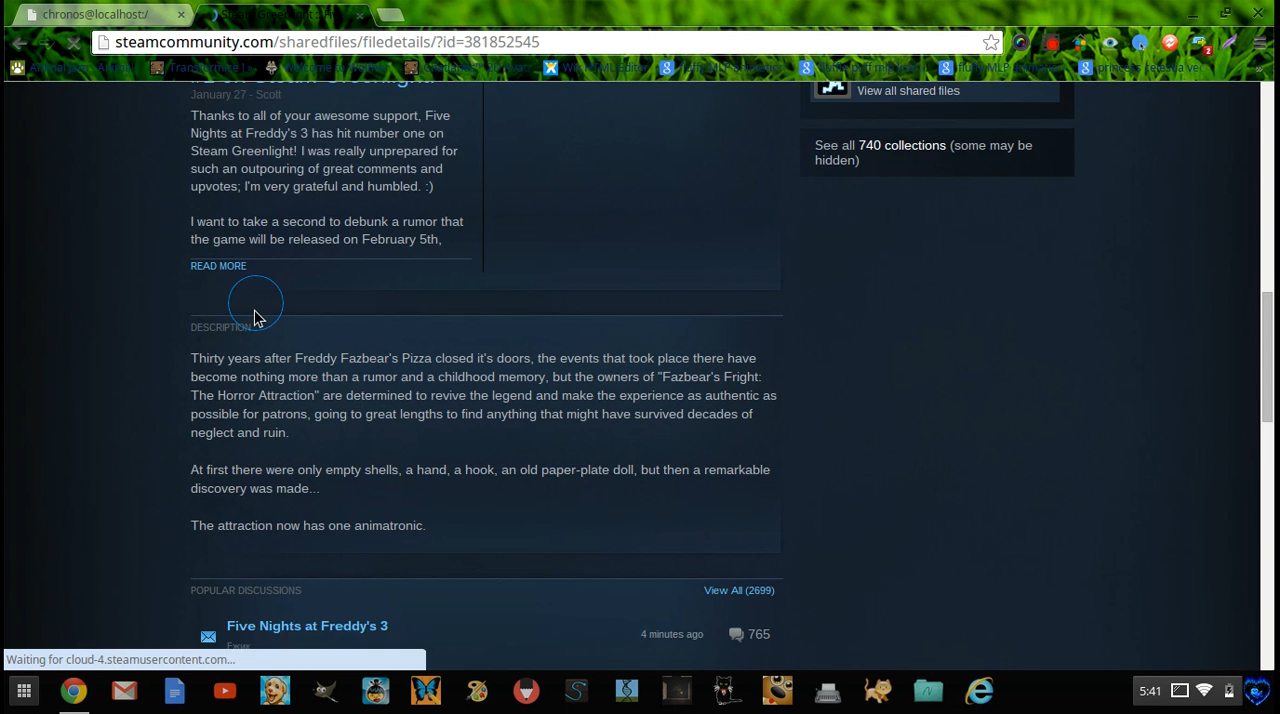 chronos@localhost:/
steamcommunity.com/sharedfiles/filedetails/?id=381852545
January 27 - Scott
Thanks to all of your awesome support, Five
Nights at Freddy's 3 has hit number one on
Steam Greenlight! I was really unprepared for
such an outpouring of great comments and
upvotes; I'm very grateful and humbled. :)
I want to take a second to debunk a rumor that
the game will be released on February 5th,
READ MORE
View all shared files
See all 740 collections (some may be
hidden)
DESCRIPTION
Thirty years after Freddy Fazbear's Pizza closed it's doors, the events that took place there have
become nothing more than a rumor and a childhood memory, but the owners of "Fazbear's Fright:
The Horror Attraction" are determined to revive the legend and make the experience as authentic as
possible for patrons, going to great lengths to find anything that might have survived decades of
neglect and ruin.
At first there were only empty shells, a hand, a hook, an old paper-plate doll, but then a remarkable
discovery was made...
The attraction now has one animatronic.
POPULAR DISCUSSIONS
View All (2699)
Five Nights at Freddy's 3
4 minutes ago
765
Ежик
Waiting for cloud-4.steamusercontent.com...
5:41